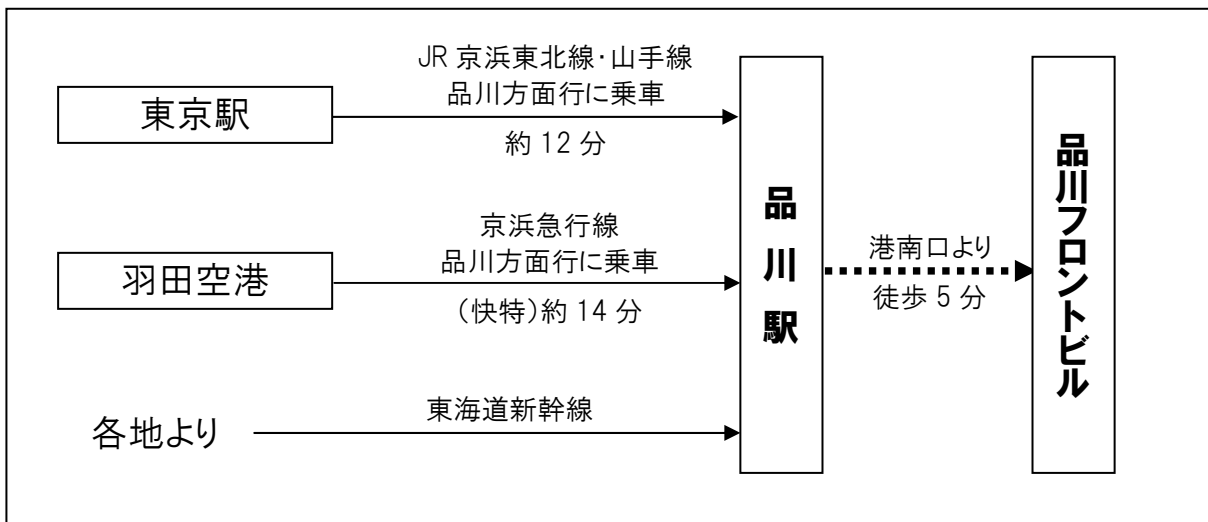 JR 京浜東北線・山手線
品川方面行に乗車
東京駅
約 12 分
京浜急行線
品川方面行に乗車
羽田空港
(快特)約 14 分
東海道新幹線
各地より
品川駅
港南口より
徒歩 5 分
品川フロントビル